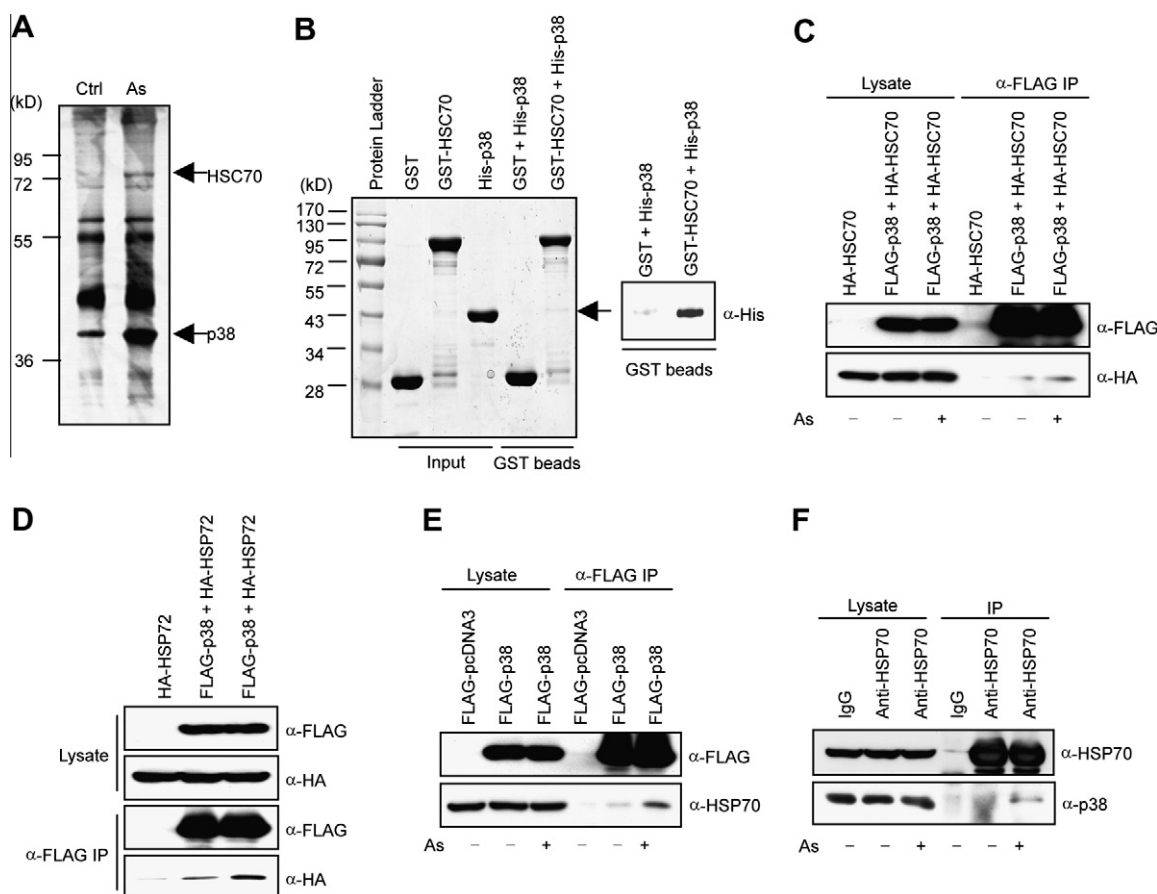 A
Ctrl As
(kD)
95
72
55
36
HSC70
p38
B
Protein Ladder
GST
GST-HSC70
His-p38
GST + His-p38
GST-HSC70 + His-p38
(kD)
170
130
95
72
55
43
34
28
Input GST beads
GST + His-p38
GST-HSC70 + His-p38
α-His
GST beads
C
Lysate α-FLAG IP
HA-HSC70
FLAG-p38 + HA-HSC70
FLAG-p38 + HA-HSC70
HA-HSC70
FLAG-p38 + HA-HSC70
FLAG-p38 + HA-HSC70
α-FLAG
α-HA
As – – + – – +
D
HA-HSP72
FLAG-p38 + HA-HSP72
FLAG-p38 + HA-HSP72
Lysate
α-FLAG
α-HA
α-FLAG IP
α-FLAG
α-HA
E
Lysate α-FLAG IP
FLAG-pcDNA3
FLAG-p38
FLAG-p38
FLAG-pcDNA3
FLAG-p38
FLAG-p38
α-FLAG
α-HSP70
As – – + – – +
F
Lysate IP
IgG
Anti-HSP70
Anti-HSP70
IgG
Anti-HSP70
Anti-HSP70
α-HSP70
α-p38
As – – + – – +